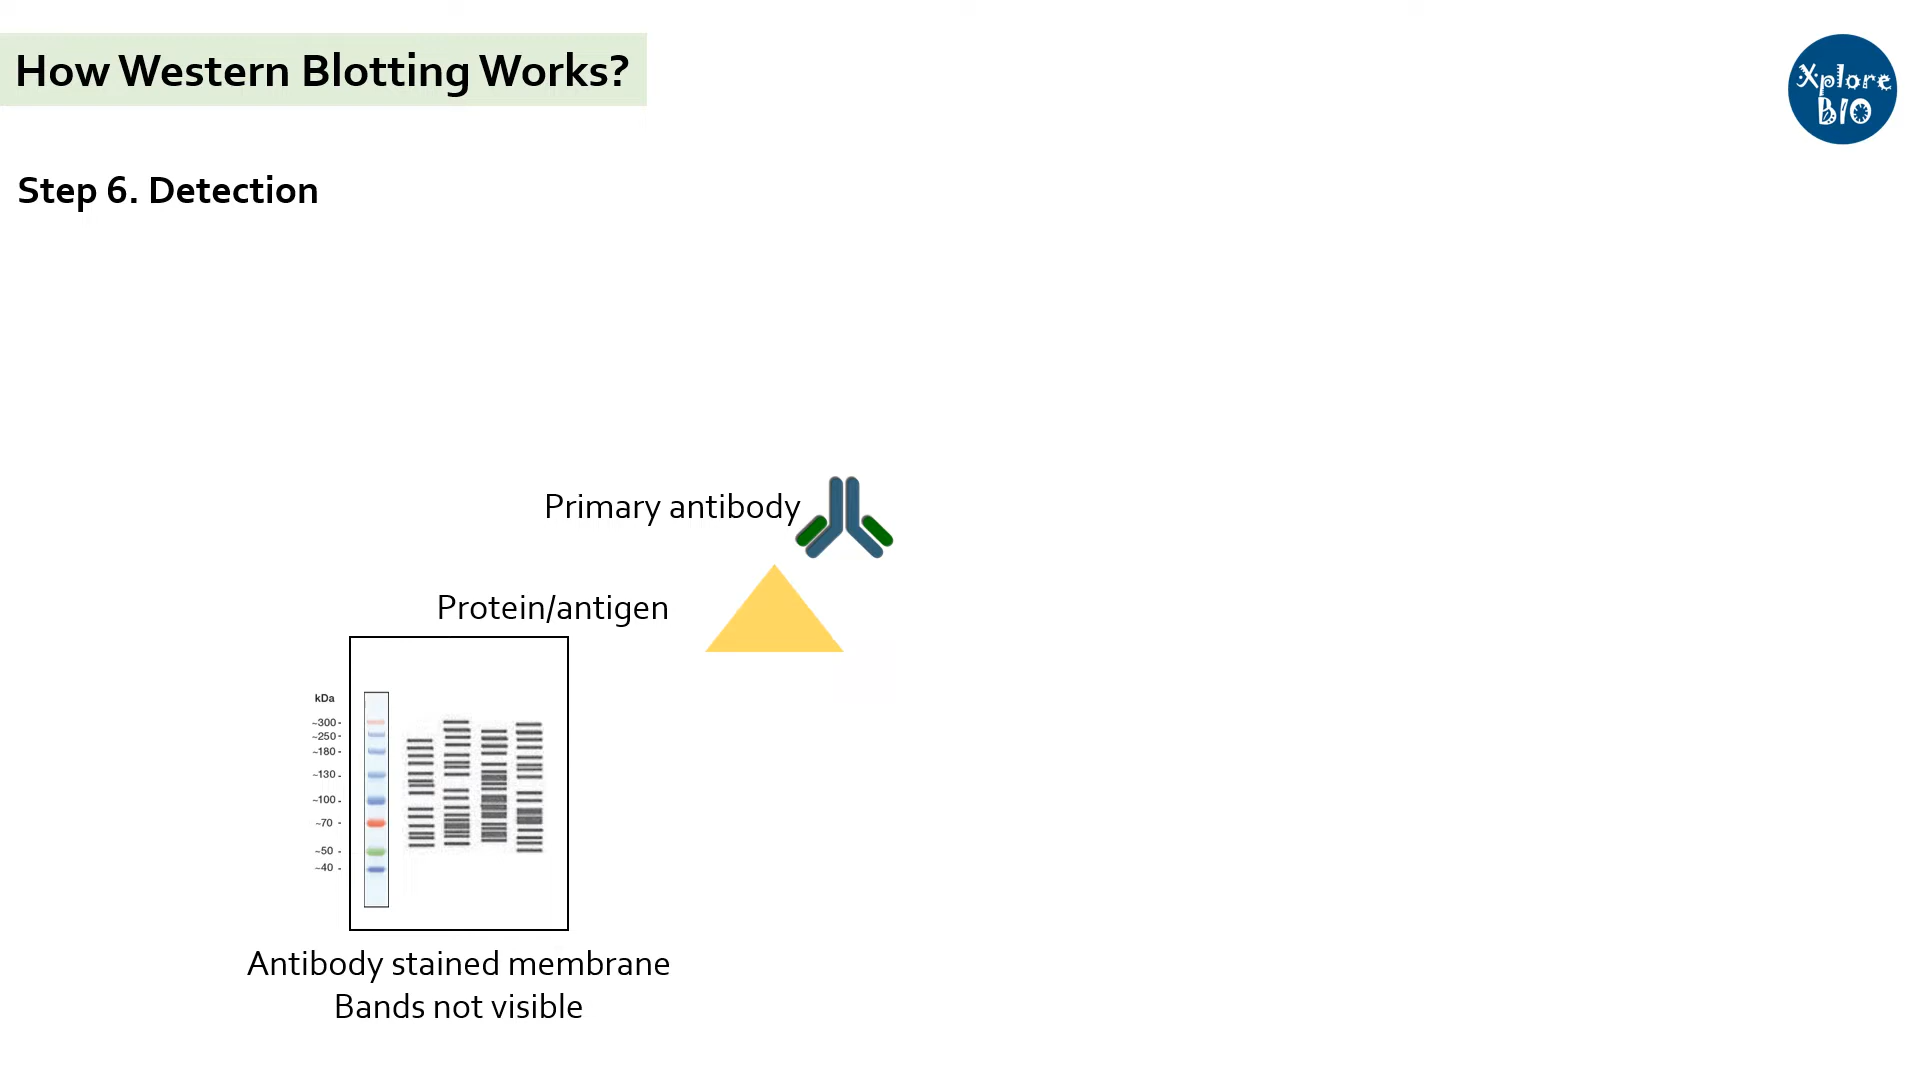 How Western Blotting Works?
Xplore
BIO
Step 6. Detection
Primary antibody
Protein/antigen
kDa
~300-
~250-
~180-
~130-
~100-
~70 -
~50 -
~40 -
Antibody stained membrane
Bands not visible